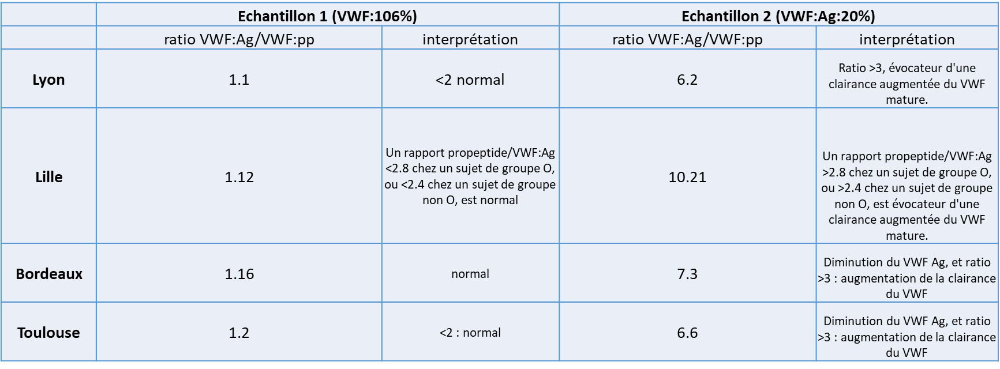 Echantillon 1 (VWF:106%)
Echantillon 2 (VWF:Ag:20%)
ratio VWF:Ag/VWF:pp
interprétation
ratio VWF:Ag/VWF:pp
interprétation
Lyon
1.1
<2 normal
6.2
Ratio >3, évocateur d'une
clairance augmentée du VWF
mature.
Lille
1.12
Un rapport propeptide/VWF:Ag
<2.8 chez un sujet de groupe O,
ou <2.4 chez un sujet de groupe
non O, est normal
10.21
Un rapport propeptide/VWF:Ag
>2.8 chez un sujet de groupe O,
ou >2.4 chez un sujet de groupe
non O, est évocateur d'une
clairance augmentée du VWF
mature.
Bordeaux
1.16
normal
7.3
Diminution du VWF Ag, et ratio
>3 : augmentation de la clairance
du VWF
Toulouse
1.2
<2 : normal
6.6
Diminution du VWF Ag, et ratio
>3 : augmentation de la clairance
du VWF